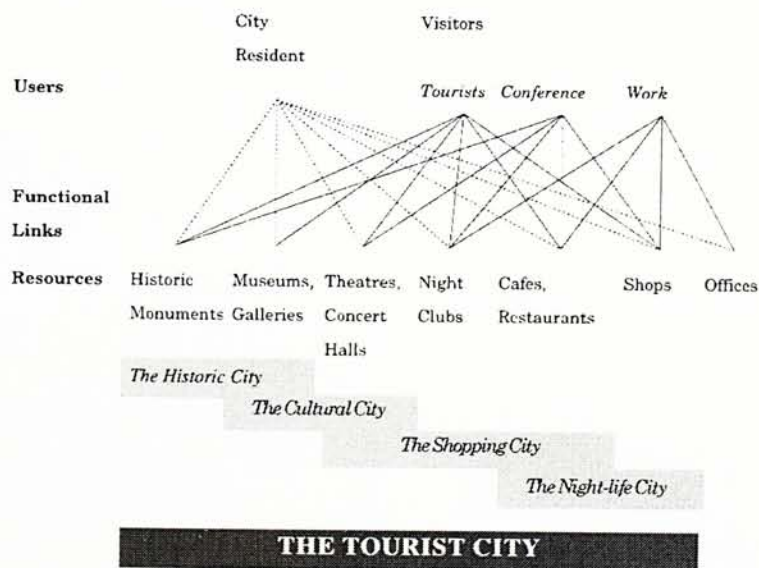 City Visitors
Resident
Users Tourists Conference Work
Functional
Links
Resources Historic Museums, Theatres, Night Cafes, Shops Offices
Monuments Galleries Concert Clubs Restaurants
Halls
The Historic City
The Cultural City
The Shopping City
The Night-life City
THE TOURIST CITY